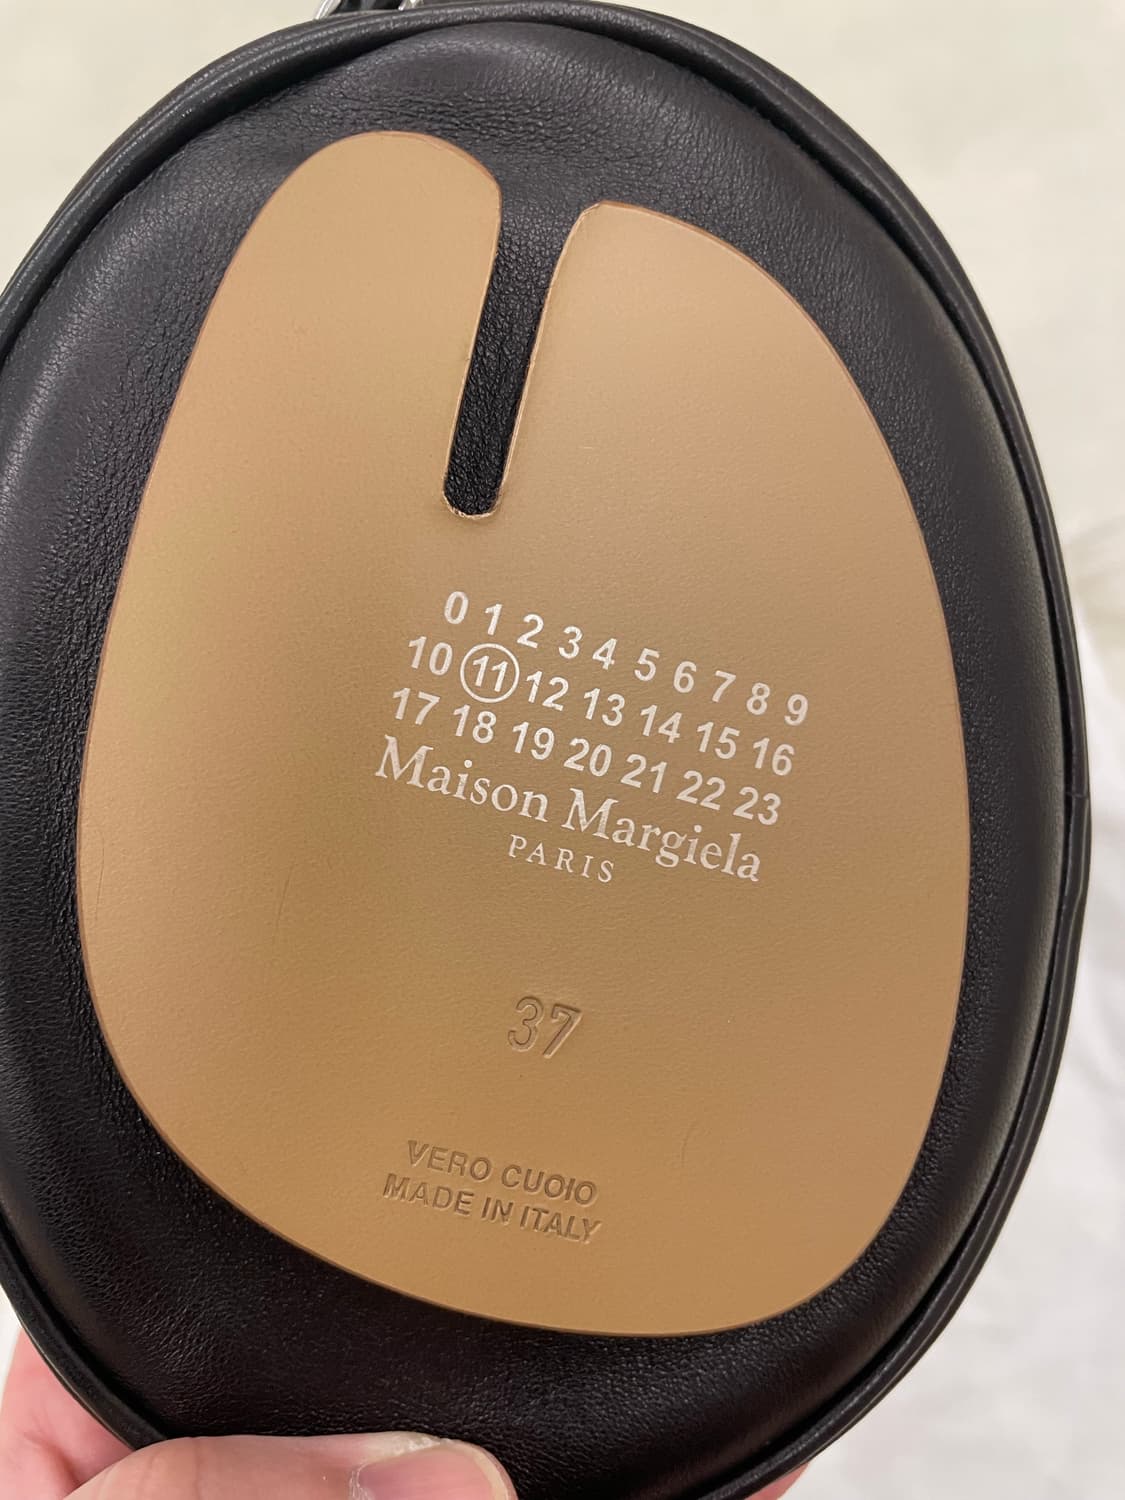 0 1 2 3 4 5 6 7 8 9
10 11 12 13 14 15 16
17 18 19 20 21 22 23
Maison Margiela
PARIS
37
VERO CUOIO
MADE IN ITALY